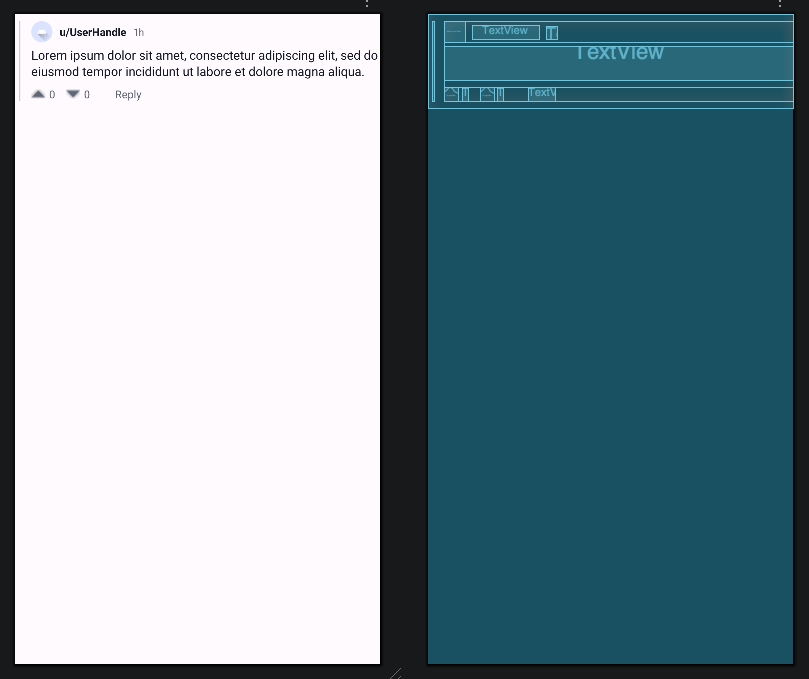 u/UserHandle 1h
Lorem ipsum dolor sit amet, consectetur adipiscing elit, sed do
eiusmod tempor incididunt ut labore et dolore magna aliqua.
0 0 Reply
TextView T
TextView
T T TextV